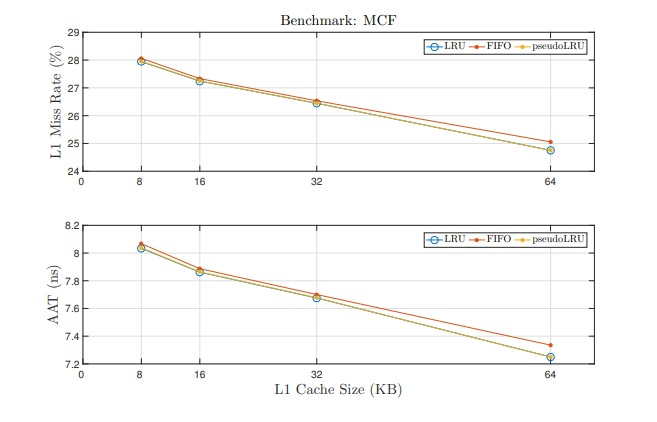 Benchmark: MCF
L1 Miss Rate (%)
29
28
27
26
25
24
LRU FIFO pseudoLRU
0 8 16 32 64
AAT (ns)
8.2
8
7.8
7.6
7.4
7.2
LRU FIFO pseudoLRU
0 8 16 32 64
L1 Cache Size (KB)